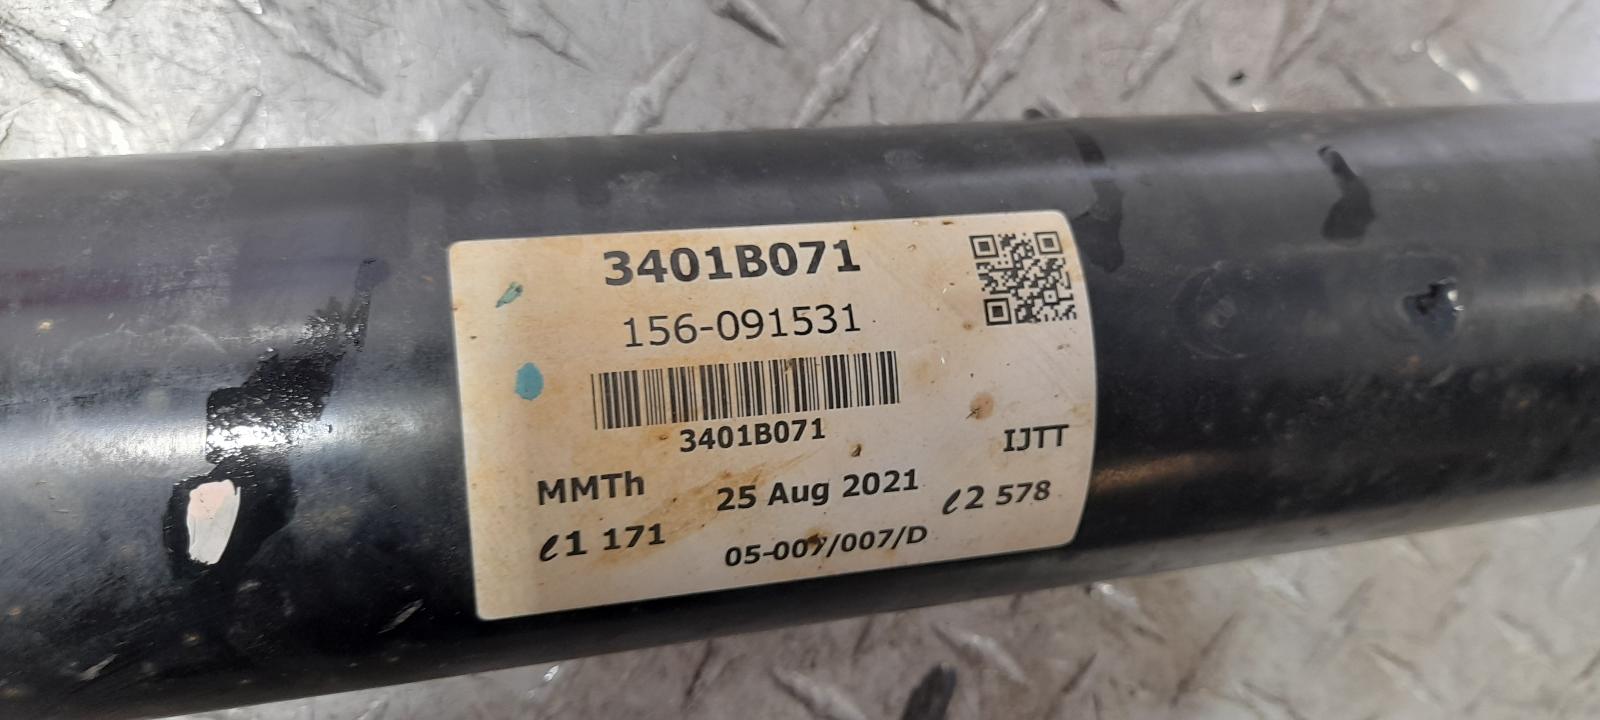 3401B071
156-091531
3401B071
IJTT
MMTh 25 Aug 2021 ℓ2 578
ℓ1 171 05-007/007/D